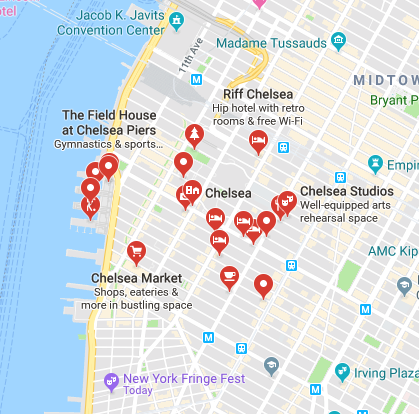 otel
Jacob K. Javits
Convention Center
11th Ave
Madame Tussauds
M
MIDTOW
Riff Chelsea
Hip hotel with retro
rooms & free Wi-Fi
Bryant P
The Field House
at Chelsea Piers
Gymnastics & sports...
Empir
Chelsea
Chelsea Studios
Well-equipped arts
rehearsal space
AMC Kip
Chelsea Market
Shops, eateries &
more in bustling space
M
M
New York Fringe Fest
Today
Irving Plaza
M
M